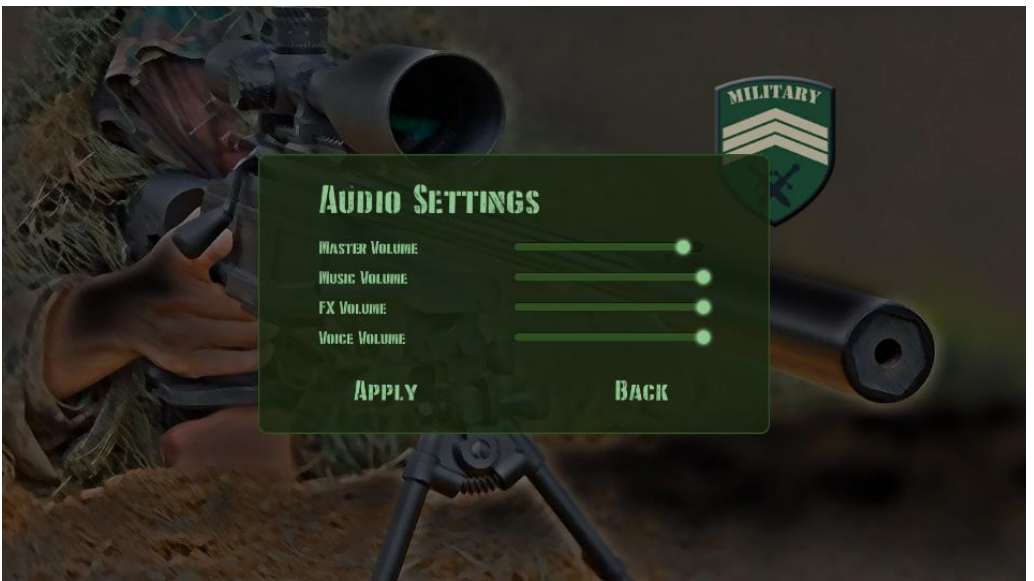 MILITARY
AUDIO SETTINGS
MASTER VOLUME
MUSIC VOLUME
FX VOLUME
VOICE VOLUME
APPLY
BACK